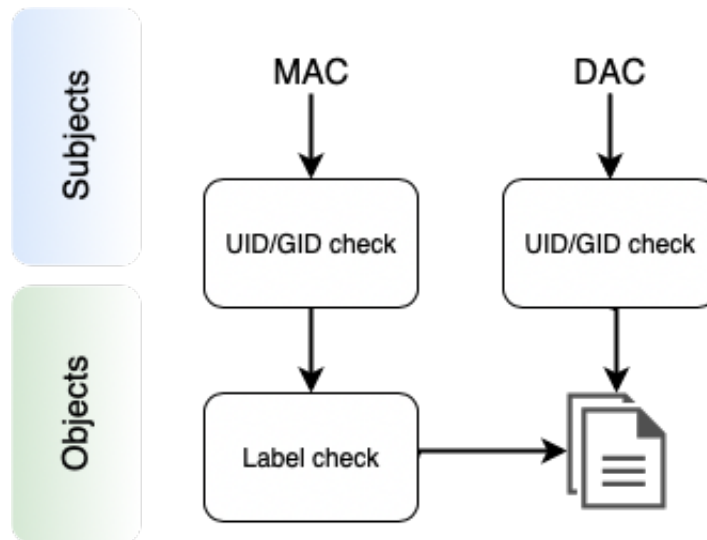 Subjects
MAC
DAC
UID/GID check
UID/GID check
Objects
Label check